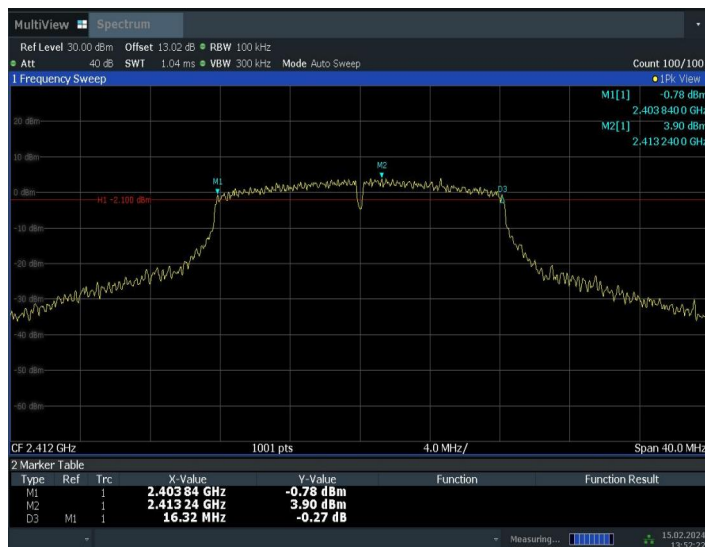 MultiView Spectrum
Ref Level 30.00 dBm Offset 13.02 dB RBW 100 kHz
Att 40 dB SWT 1.04 ms VBW 300 kHz Mode Auto Sweep Count 100/100
1 Frequency Sweep 1Pk View
M1[1] -0.78 dBm
2.403 840 0 GHz
20 dBm
M2[1] 3.90 dBm
2.413 240 0 GHz
10 dBm
M2
M1
D3
0 dBm
H1 -2.100 dBm
-10 dBm
-20 dBm
-30 dBm
-40 dBm
-50 dBm
-60 dBm
CF 2.412 GHz 1001 pts 4.0 MHz/ Span 40.0 MHz
2 Marker Table
Type Ref Trc X-Value Y-Value Function Function Result
M1 1 2.403 84 GHz -0.78 dBm
M2 1 2.413 24 GHz 3.90 dBm
D3 M1 1 16.32 MHz -0.27 dB
Measuring... 15.02.2024
13:52:22